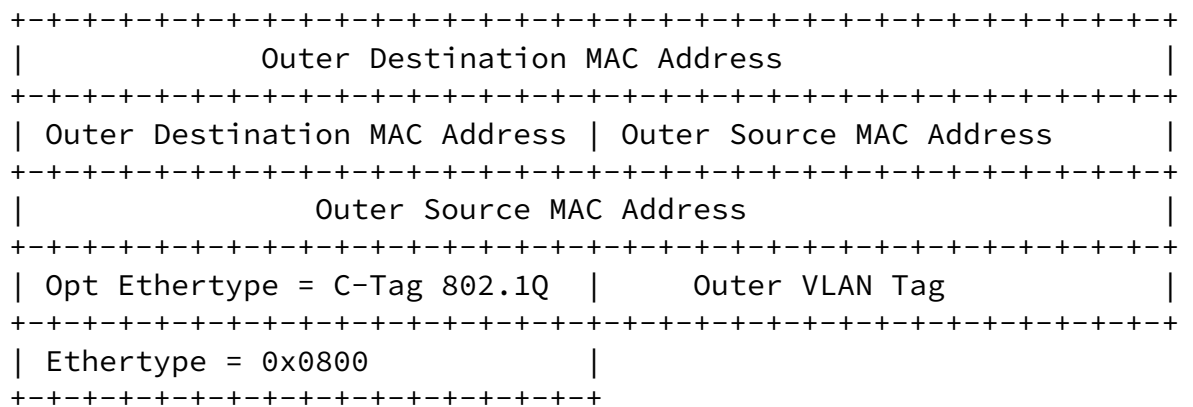 +-+-+-+-+-+-+-+-+-+-+-+-+-+-+-+-+-+-+-+-+-+-+-+-+-+-+-+-+-+-+-+-+
|             Outer Destination MAC Address                     |
+-+-+-+-+-+-+-+-+-+-+-+-+-+-+-+-+-+-+-+-+-+-+-+-+-+-+-+-+-+-+-+-+
| Outer Destination MAC Address | Outer Source MAC Address      |
+-+-+-+-+-+-+-+-+-+-+-+-+-+-+-+-+-+-+-+-+-+-+-+-+-+-+-+-+-+-+-+-+
|                Outer Source MAC Address                       |
+-+-+-+-+-+-+-+-+-+-+-+-+-+-+-+-+-+-+-+-+-+-+-+-+-+-+-+-+-+-+-+-+
| Opt Ethertype = C-Tag 802.1Q  |     Outer VLAN Tag            |
+-+-+-+-+-+-+-+-+-+-+-+-+-+-+-+-+-+-+-+-+-+-+-+-+-+-+-+-+-+-+-+-+
| Ethertype = 0x0800            |
+-+-+-+-+-+-+-+-+-+-+-+-+-+-+-+-+